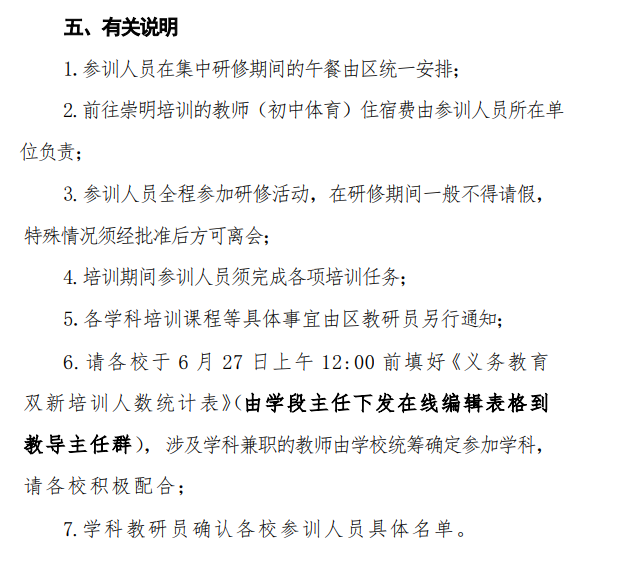 五、有关说明
1.参训人员在集中研修期间的午餐由区统一安排；
2.前往崇明培训的教师（初中体育）住宿费由参训人员所在单
位负责；
3.参训人员全程参加研修活动，在研修期间一般不得请假，
特殊情况须经批准后方可离会；
4.培训期间参训人员须完成各项培训任务；
5.各学科培训课程等具体事宜由区教研员另行通知；
6.请各校于 6 月 27 日上午 12:00 前填好《义务教育
双新培训人数统计表》（由学段主任下发在线编辑表格到
教导主任群），涉及学科兼职的教师由学校统筹确定参加学科，
请各校积极配合；
7.学科教研员确认各校参训人员具体名单。